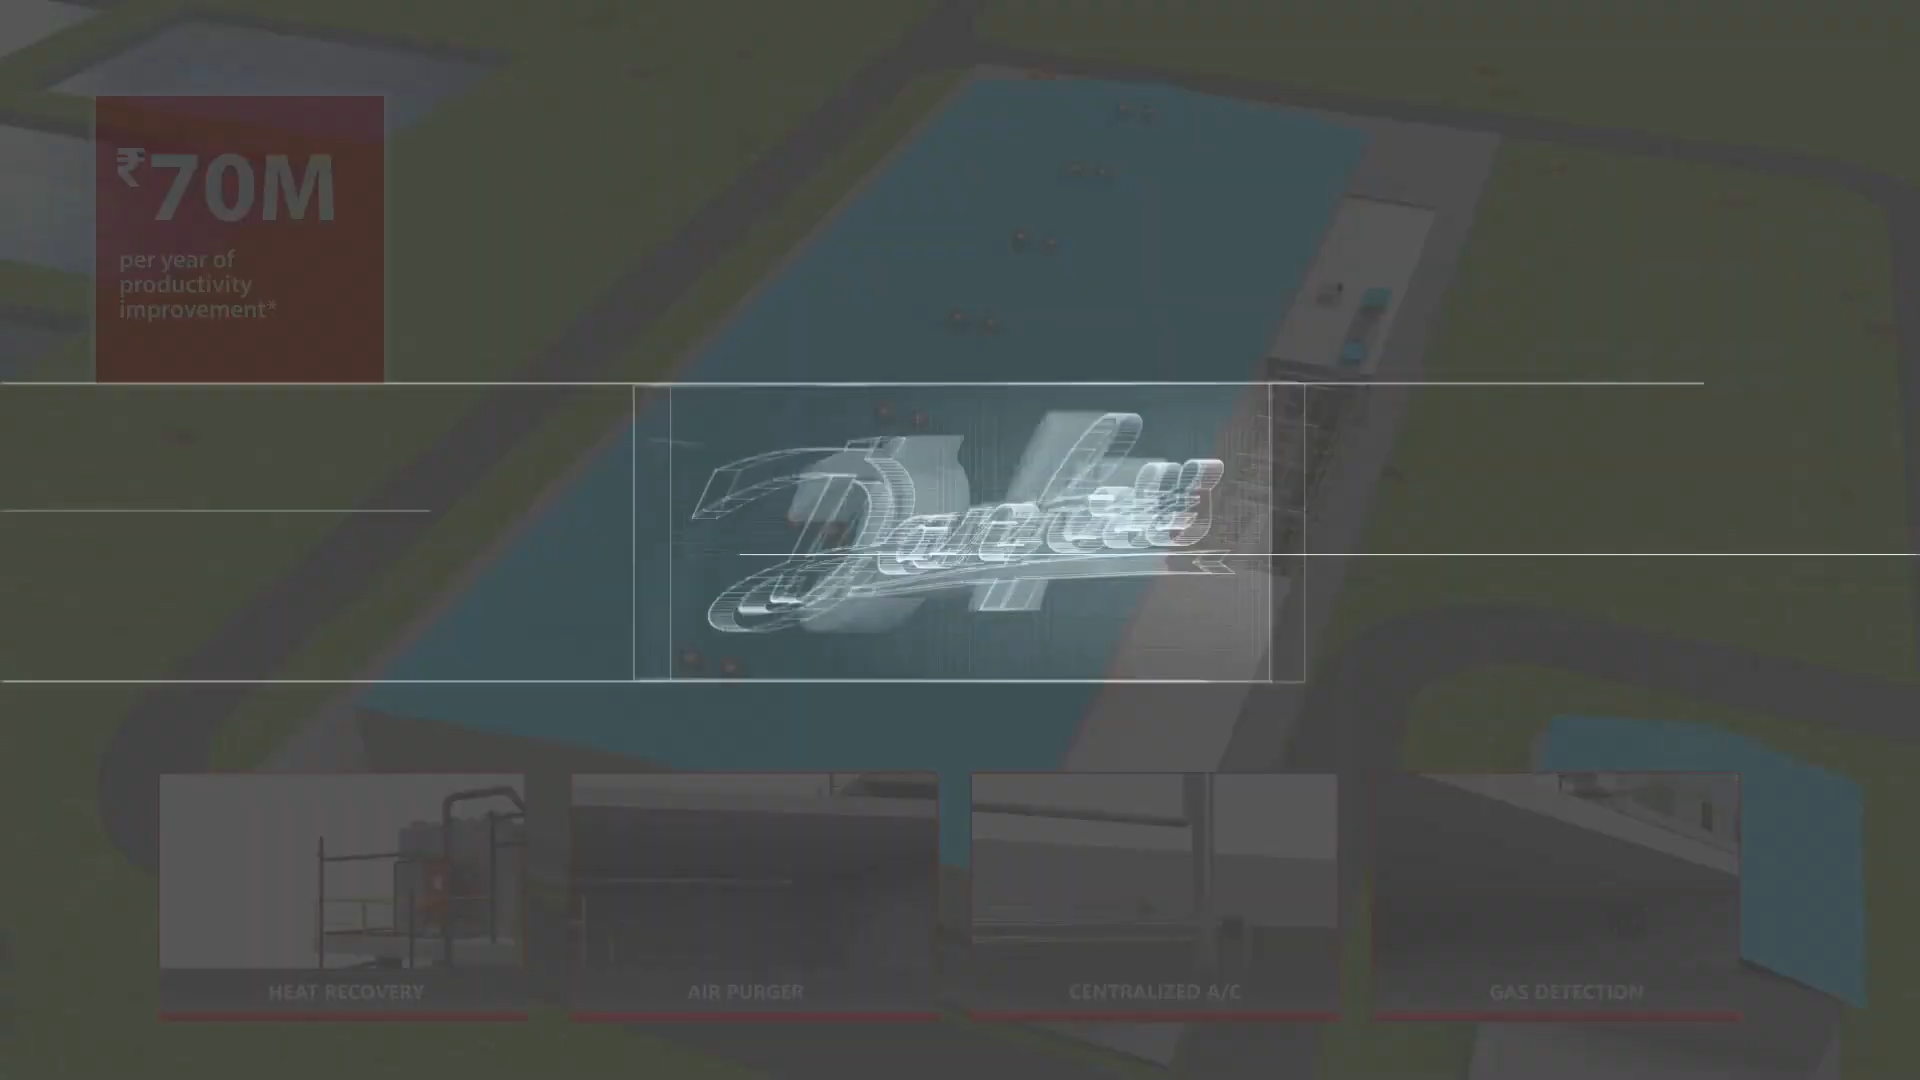 ₹70M
per year of
productivity
improvement*
Danfoss
HEAT RECOVERY
AIR PURGER
CENTRALIZED A/C
GAS DETECTION